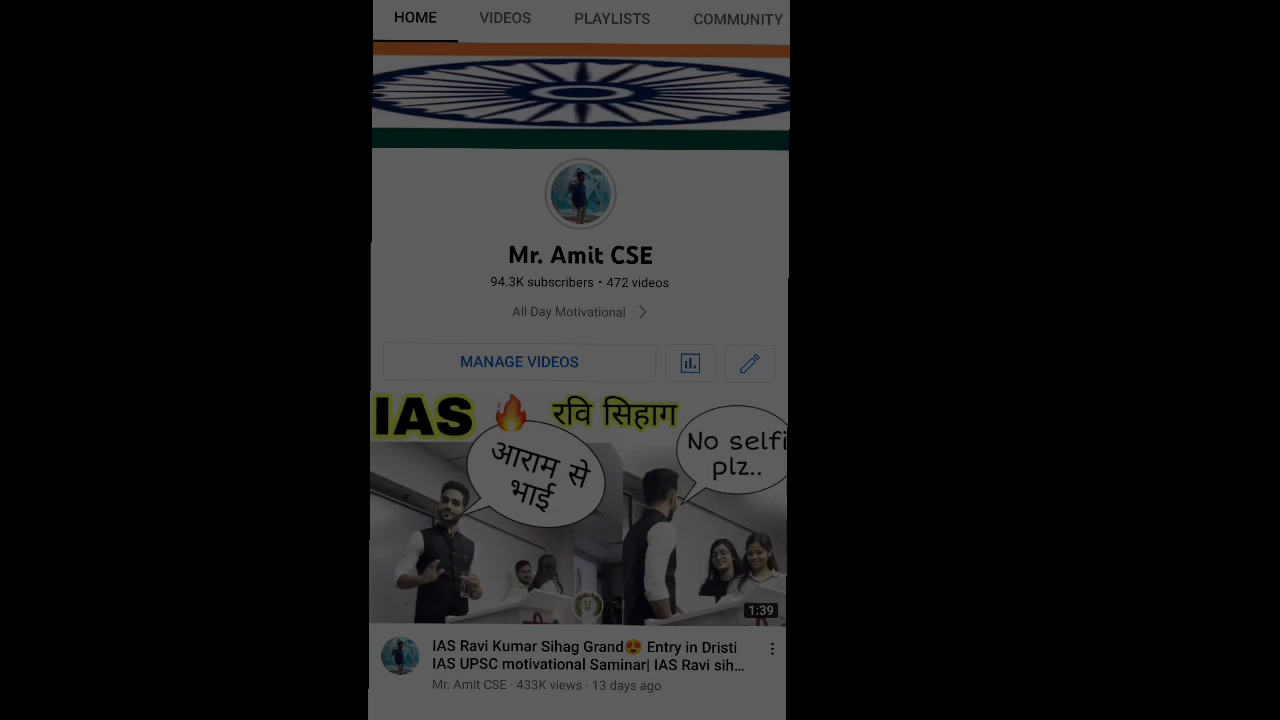 HOME VIDEOS PLAYLISTS COMMUNITY
Mr. Amit CSE
94.3K subscribers • 472 videos
All Day Motivational
MANAGE VIDEOS
IAS 🔥 रवि सिहाग
आराम से
भाई
No selfi
plz..
1:39
IAS Ravi Kumar Sihag Grand😍 Entry in Dristi
IAS UPSC motivational Saminar| IAS Ravi sih...
Mr. Amit CSE · 433K views · 13 days ago